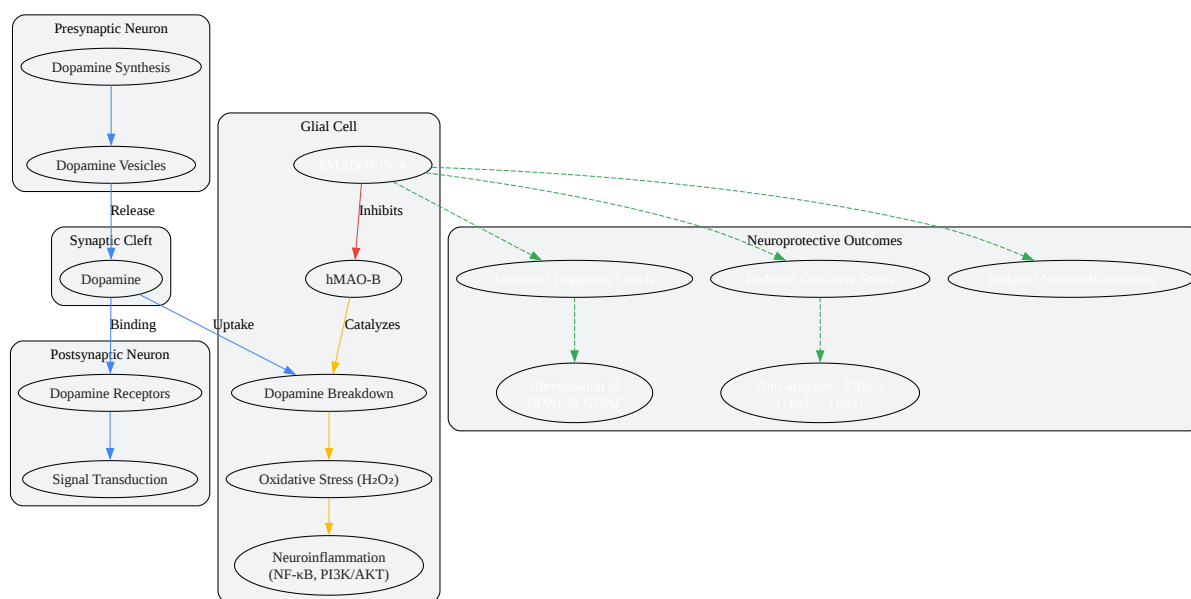 Presynaptic Neuron
Dopamine Synthesis
Dopamine Vesicles
Release
Synaptic Cleft
Dopamine
Binding
Uptake
Postsynaptic Neuron
Dopamine Receptors
Signal Transduction
Glial Cell
hMAO-B-IN-4
Inhibits
hMAO-B
Catalyzes
Dopamine Breakdown
Oxidative Stress (H₂O₂)
Neuroinflammation
(NF-κB, PI3K/AKT)
Neuroprotective Outcomes
Increased Dopamine Levels
Reduced Oxidative Stress
Reduced Neuroinflammation
Upregulation of
BDNF & GDNF
Anti-apoptotic Effects
(↑Bcl-2, ↓Bax)